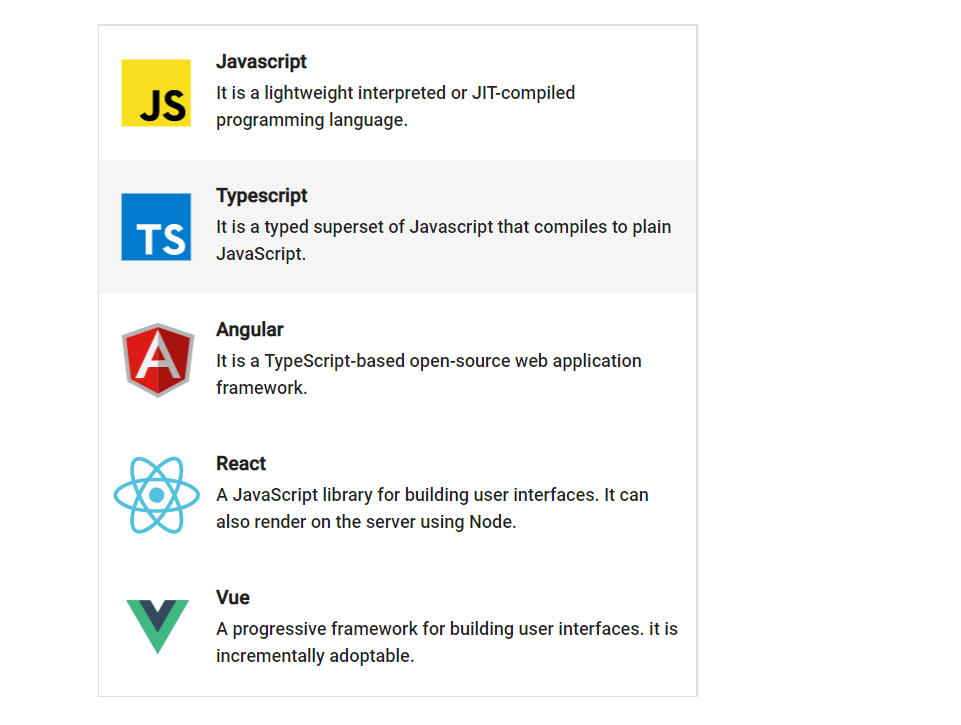 Javascript
JS
It is a lightweight interpreted or JIT-compiled
programming language.
Typescript
TS
It is a typed superset of Javascript that compiles to plain
JavaScript.
Angular
A
It is a TypeScript-based open-source web application
framework.
React
A JavaScript library for building user interfaces. It can
also render on the server using Node.
Vue
A progressive framework for building user interfaces. it is
incrementally adoptable.